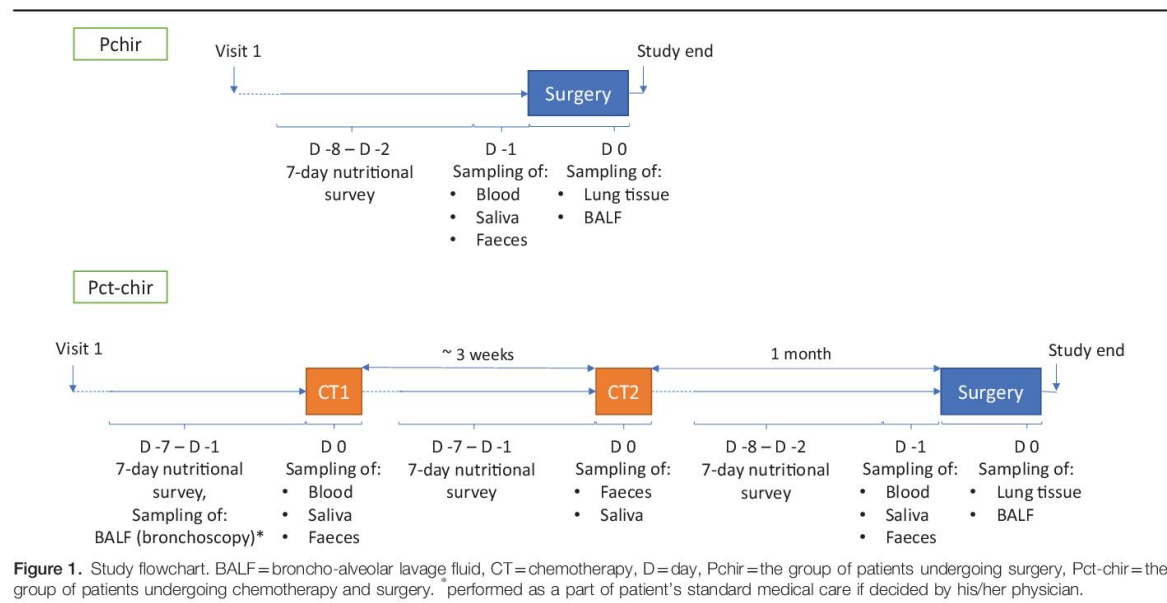 Pchir
Visit 1
Study end
Surgery
D -8 – D -2
7-day nutritional
survey
D -1
Sampling of:
• Blood
• Saliva
• Faeces
D 0
Sampling of:
• Lung tissue
• BALF
Pct-chir
Visit 1
~ 3 weeks
1 month
Study end
CT1
CT2
Surgery
D -7 – D -1
7-day nutritional
survey,
Sampling of:
BALF (bronchoscopy)*
D 0
Sampling of:
• Blood
• Saliva
• Faeces
D -7 – D -1
7-day nutritional
survey
D 0
Sampling of:
• Faeces
• Saliva
D -8 – D -2
7-day nutritional
survey
D -1
Sampling of:
• Blood
• Saliva
• Faeces
D 0
Sampling of:
• Lung tissue
• BALF
Figure 1. Study flowchart. BALF=broncho-alveolar lavage fluid, CT=chemotherapy, D=day, Pchir=the group of patients undergoing surgery, Pct-chir=the
group of patients undergoing chemotherapy and surgery. *performed as a part of patient's standard medical care if decided by his/her physician.